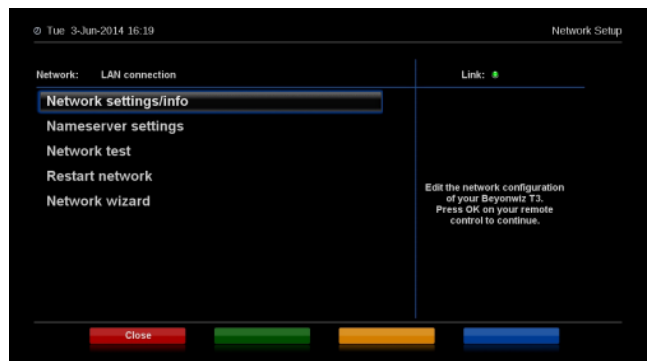 Tue 3-Jun-2014 16:19
Network Setup
Network: LAN connection
Link:
Network settings/info
Nameserver settings
Network test
Restart network
Network wizard
Edit the network configuration
of your Beyonwiz T3.
Press OK on your remote
control to continue.
Close